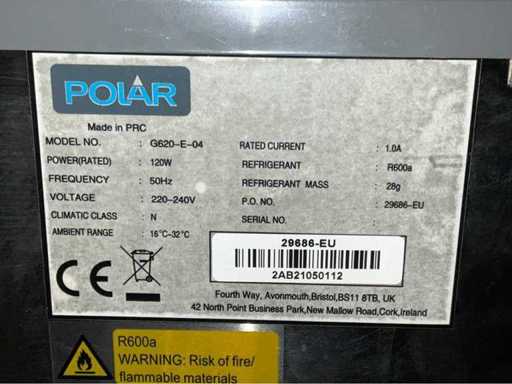 POLAR
Made in PRC
MODEL NO. : G620-E-04
POWER(RATED) : 120W
FREQUENCY : 50Hz
VOLTAGE : 220-240V
CLIMATIC CLASS : N
AMBIENT RANGE : 16°C-32°C
RATED CURRENT : 1.0A
REFRIGERANT : R600a
REFRIGERANT MASS : 28g
P.O. NO. : 29686-EU
SERIAL NO. :
CE
29686-EU
2AB21050112
Fourth Way, Avonmouth,Bristol,BS11 8TB, UK
42 North Point Business Park,New Mallow Road,Cork,Ireland
R600a
WARNING: Risk of fire/
flammable materials